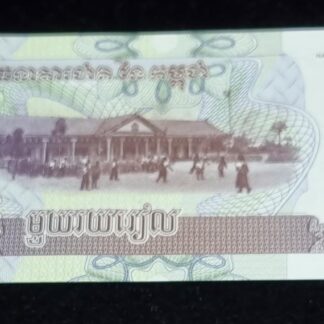 ធនាគារជាតិ នៃ កម្ពុជា
មួយរយរៀល